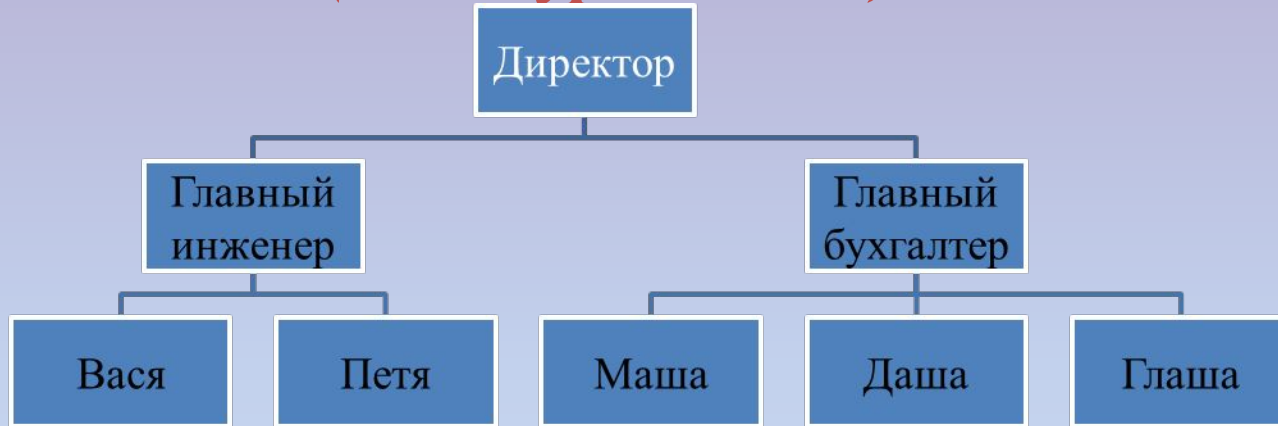 Директор
Главный
инженер
Главный
бухгалтер
Вася
Петя
Маша
Даша
Глаша